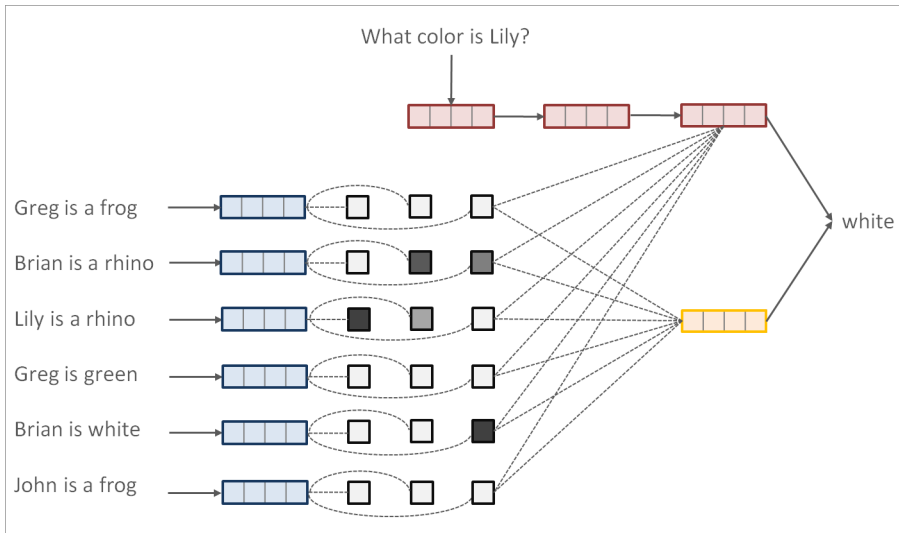 What color is Lily?
Greg is a frog
Brian is a rhino
Lily is a rhino
Greg is green
Brian is white
John is a frog
white